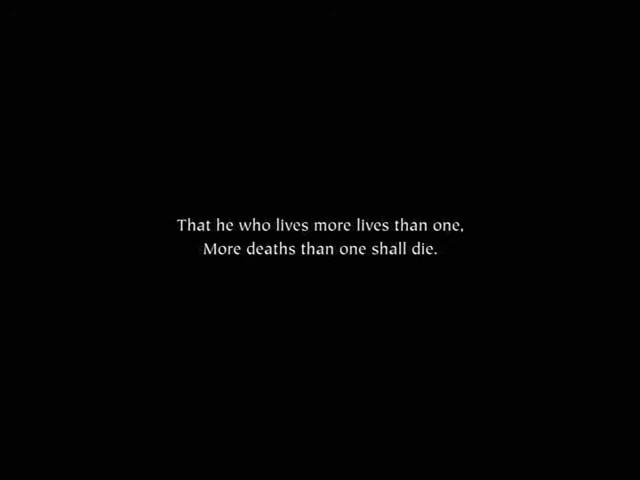 That he who lives more lives than one,
More deaths than one shall die.